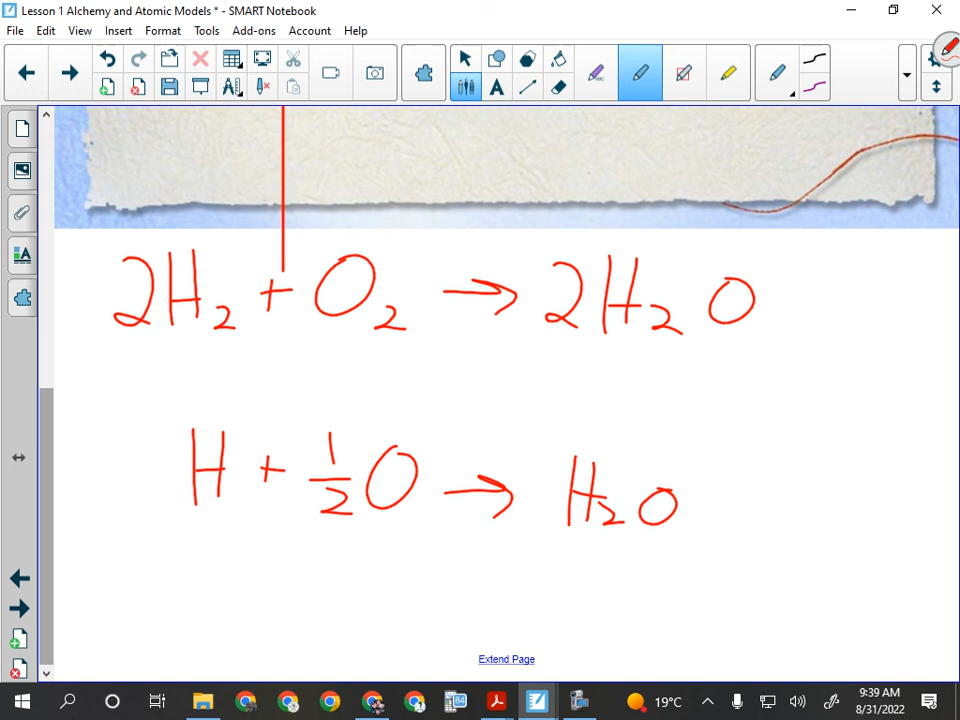 Lesson 1 Alchemy and Atomic Models * - SMART Notebook
File Edit View Insert Format Tools Add-ons Account Help
2H₂ + O₂ → 2H₂O
H + ½O → H₂O
Extend Page
19°C
9:39 AM
8/31/2022